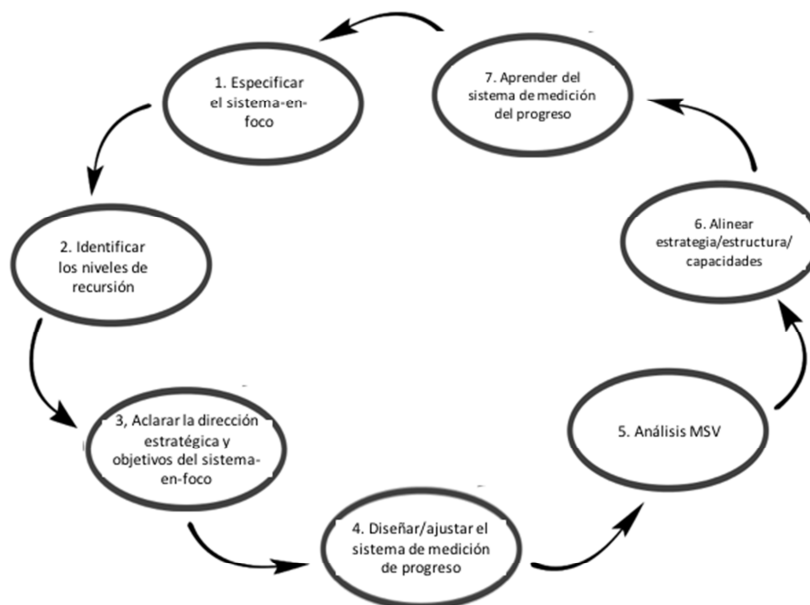 1. Especificar
el sistema-en-
foco
2. Identificar
los niveles de
recursión
3, Aclarar la dirección
estratégica y
objetivos del sistema-
en-foco
4. Diseñar/ajustar el
sistema de medición
de progreso
5. Análisis MSV
6. Alinear
estrategia/estructura/
capacidades
7. Aprender del
sistema de medición
del progreso